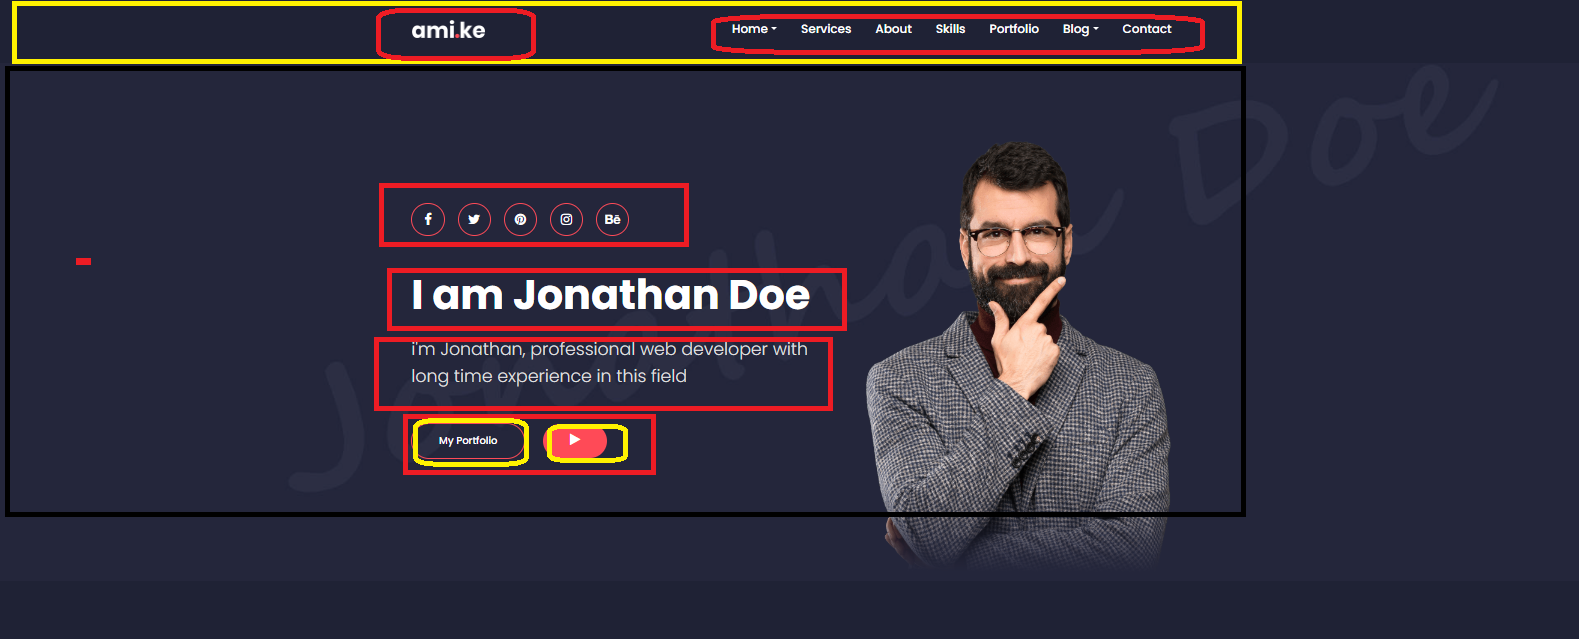 ami.ke
Home Services About Skills Portfolio Blog Contact
Jonathan Doe
Bē
I am Jonathan Doe
i'm Jonathan, professional web developer with
long time experience in this field
My Portfolio